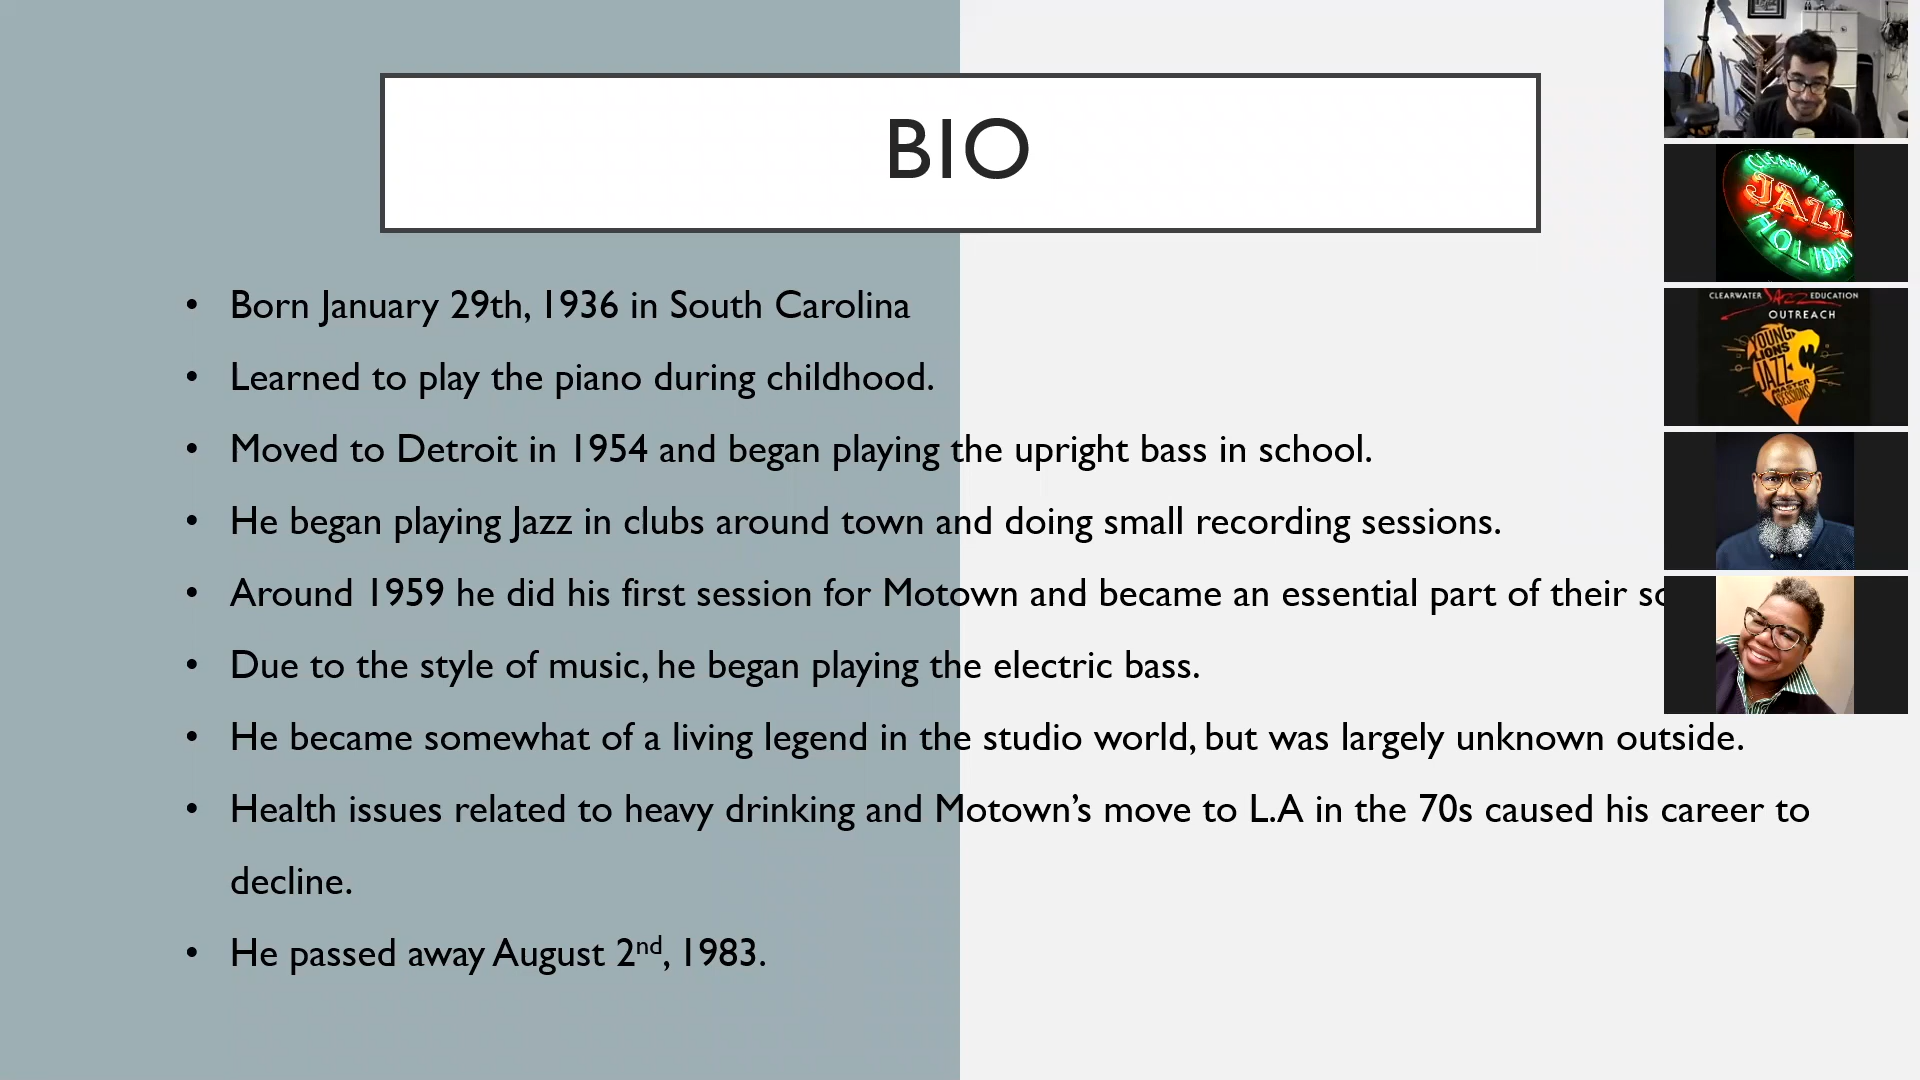 BIO
• Born January 29th, 1936 in South Carolina
• Learned to play the piano during childhood.
• Moved to Detroit in 1954 and began playing the upright bass in school.
• He began playing Jazz in clubs around town and doing small recording sessions.
• Around 1959 he did his first session for Motown and became an essential part of their
• Due to the style of music, he began playing the electric bass.
• He became somewhat of a living legend in the studio world, but was largely unknown outside.
• Health issues related to heavy drinking and Motown’s move to L.A in the 70s caused his career to
decline.
• He passed away August 2nd, 1983.
CLEARWATER
JAZZ
HOLIDAY
CLEARWATER JAZZ EDUCATION
OUTREACH
YOUNG
LIONS
JAZZ
MASTER
SESSIONS